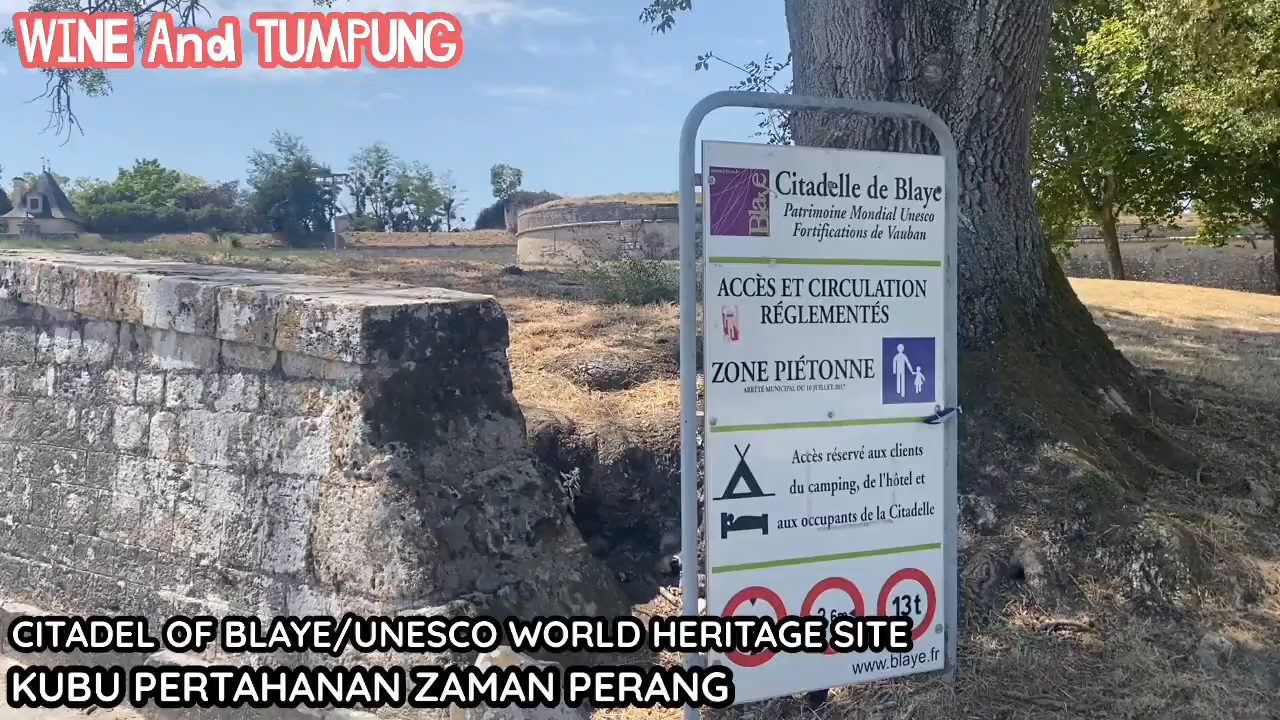 WINE And TUMPUNG
Blaye
Citadelle de Blaye
Patrimoine Mondial Unesco
Fortifications de Vauban
ACCÈS ET CIRCULATION
RÉGLEMENTÉS
ZONE PIÉTONNE
ARRÊTÉ MUNICIPAL DU 10 JUILLET 2017
Accès réservé aux clients
du camping, de l'hôtel et
aux occupants de la Citadelle
13t
www.blaye.fr
CITADEL OF BLAYE/UNESCO WORLD HERITAGE SITE
KUBU PERTAHANAN ZAMAN PERANG